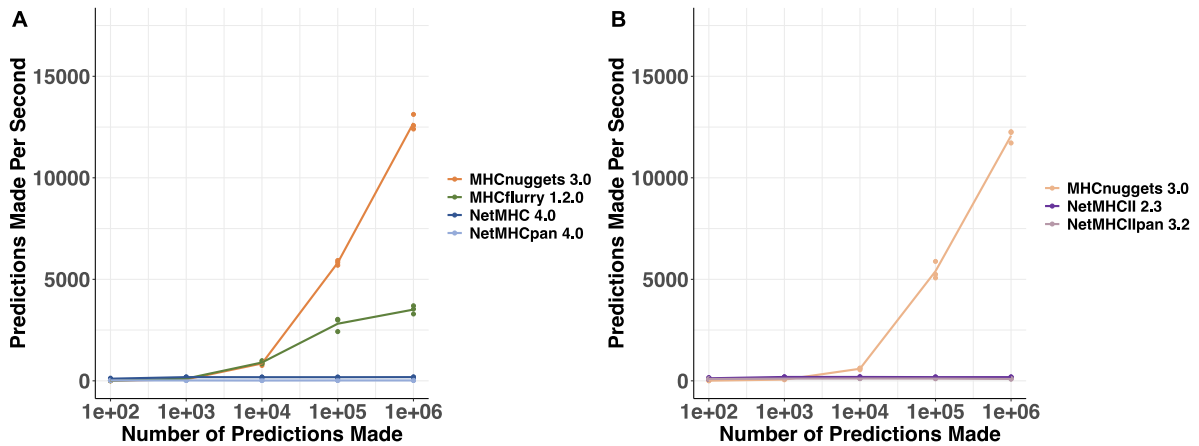 A
Predictions Made Per Second
15000
10000
5000
0
1e+02 1e+03 1e+04 1e+05 1e+06
Number of Predictions Made
MHCnuggets 3.0
MHCflurry 1.2.0
NetMHC 4.0
NetMHCpan 4.0
B
Predictions Made Per Second
15000
10000
5000
0
1e+02 1e+03 1e+04 1e+05 1e+06
Number of Predictions Made
MHCnuggets 3.0
NetMHCII 2.3
NetMHCIIpan 3.2